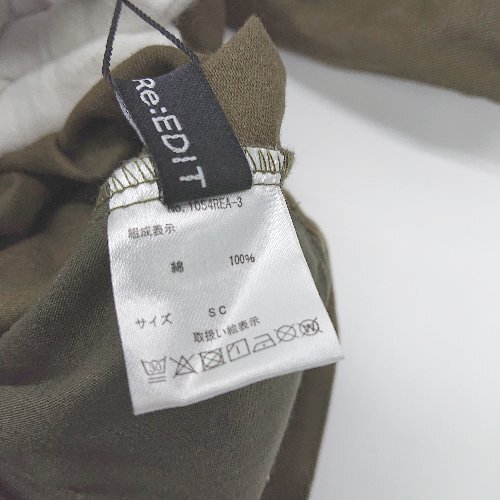 Re:EDIT
No. 1054REA-3
組成表示
綿 100%
サイズ SC
取扱い絵表示